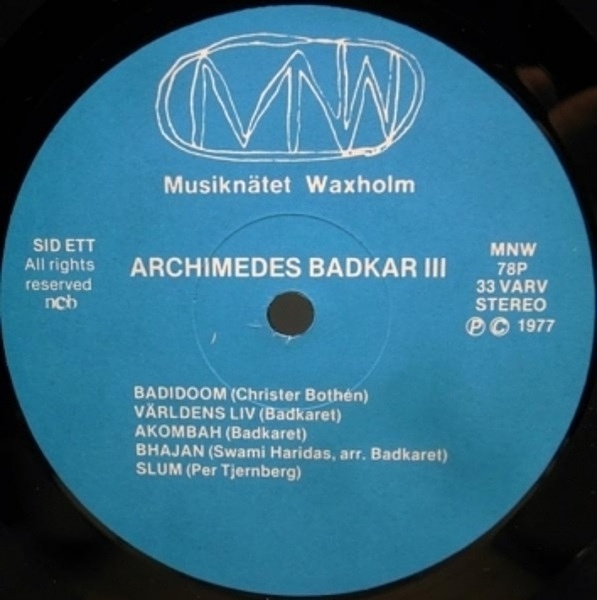 MNW
Musiknätet Waxholm
SID ETT
All rights
reserved
ncb
ARCHIMEDES BADKAR III
MNW
78P
33 VARV
STEREO
Ⓟ © 1977
BADIDOOM (Christer Bothén)
VÄRLDENS LIV (Badkaret)
AKOMBAH (Badkaret)
BHAJAN (Swami Haridas, arr. Badkaret)
SLUM (Per Tjernberg)